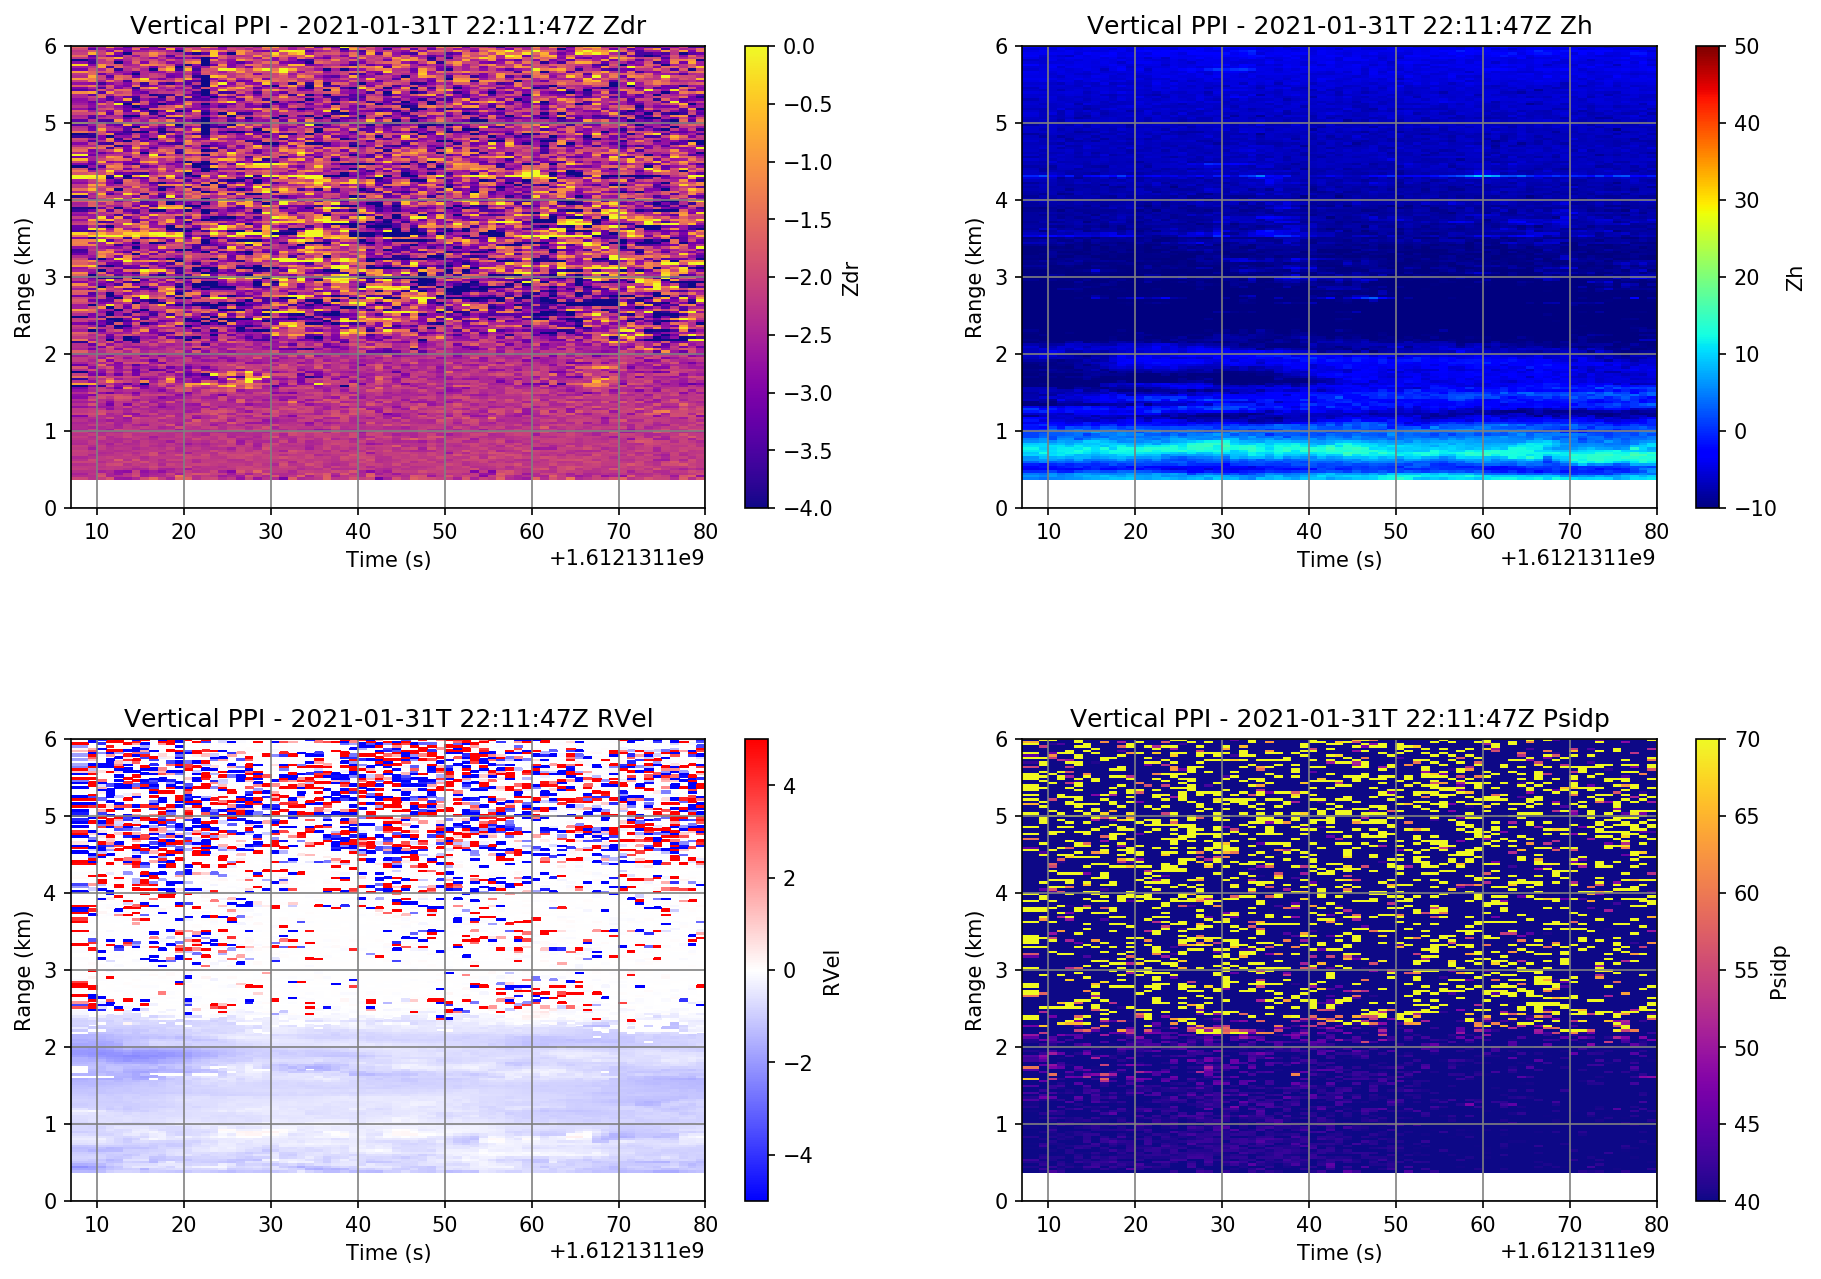 Vertical PPI - 2021-01-31T 22:11:47Z Zdr
6
5
4
3
2
1
0
Range (km)
10 20 30 40 50 60 70 80
Time (s)
+1.6121311e9
0.0
−0.5
−1.0
−1.5
−2.0
−2.5
−3.0
−3.5
−4.0
Zdr
Vertical PPI - 2021-01-31T 22:11:47Z Zh
6
5
4
3
2
1
0
Range (km)
10 20 30 40 50 60 70 80
Time (s)
+1.6121311e9
50
40
30
20
10
0
−10
Zh
Vertical PPI - 2021-01-31T 22:11:47Z RVel
6
5
4
3
2
1
0
Range (km)
10 20 30 40 50 60 70 80
Time (s)
+1.6121311e9
4
2
0
−2
−4
RVel
Vertical PPI - 2021-01-31T 22:11:47Z Psidp
6
5
4
3
2
1
0
Range (km)
10 20 30 40 50 60 70 80
Time (s)
+1.6121311e9
70
65
60
55
50
45
40
Psidp